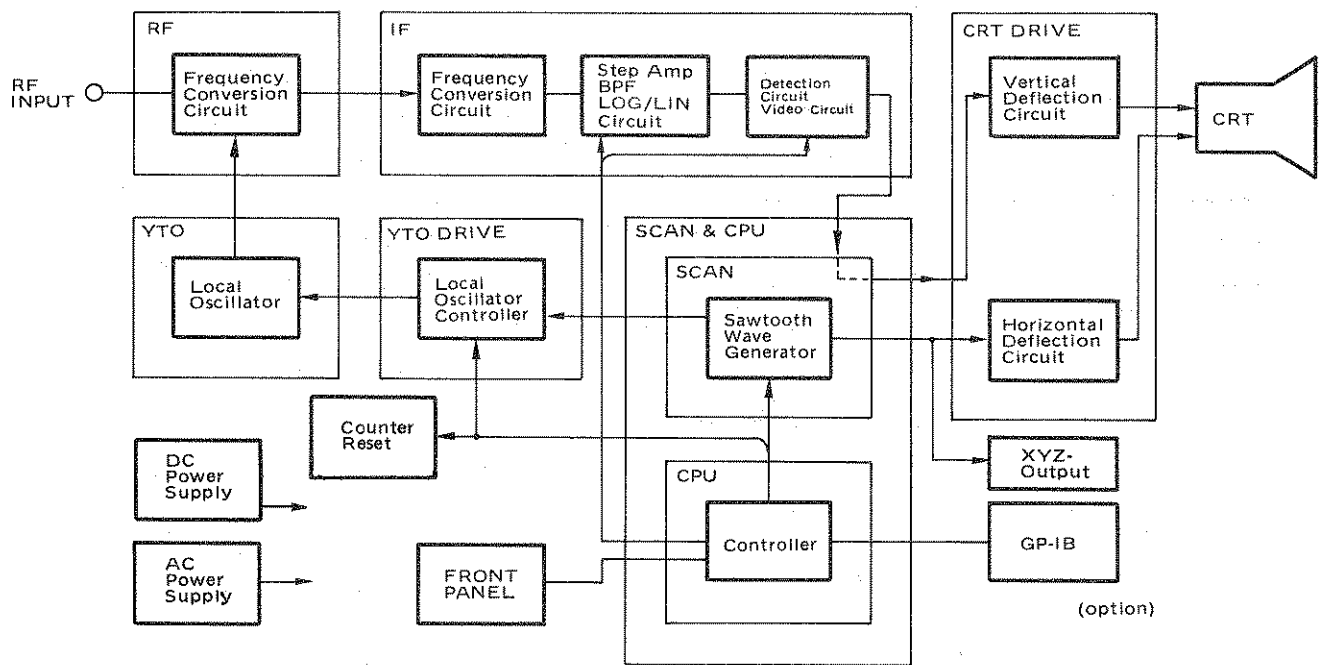 RF
IF
CRT DRIVE
RF
INPUT
Frequency
Conversion
Circuit
Frequency
Conversion
Circuit
Step Amp
BPF
LOG/LIN
Circuit
Detection
Circuit
Video Circuit
Vertical
Deflection
Circuit
CRT
YTO
YTO DRIVE
SCAN & CPU
SCAN
Local
Oscillator
Local
Oscillator
Controller
Sawtooth
Wave
Generator
Horizontal
Deflection
Circuit
Counter
Reset
DC
Power
Supply
XYZ-
Output
CPU
Controller
GP-IB
AC
Power
Supply
FRONT
PANEL
(option)